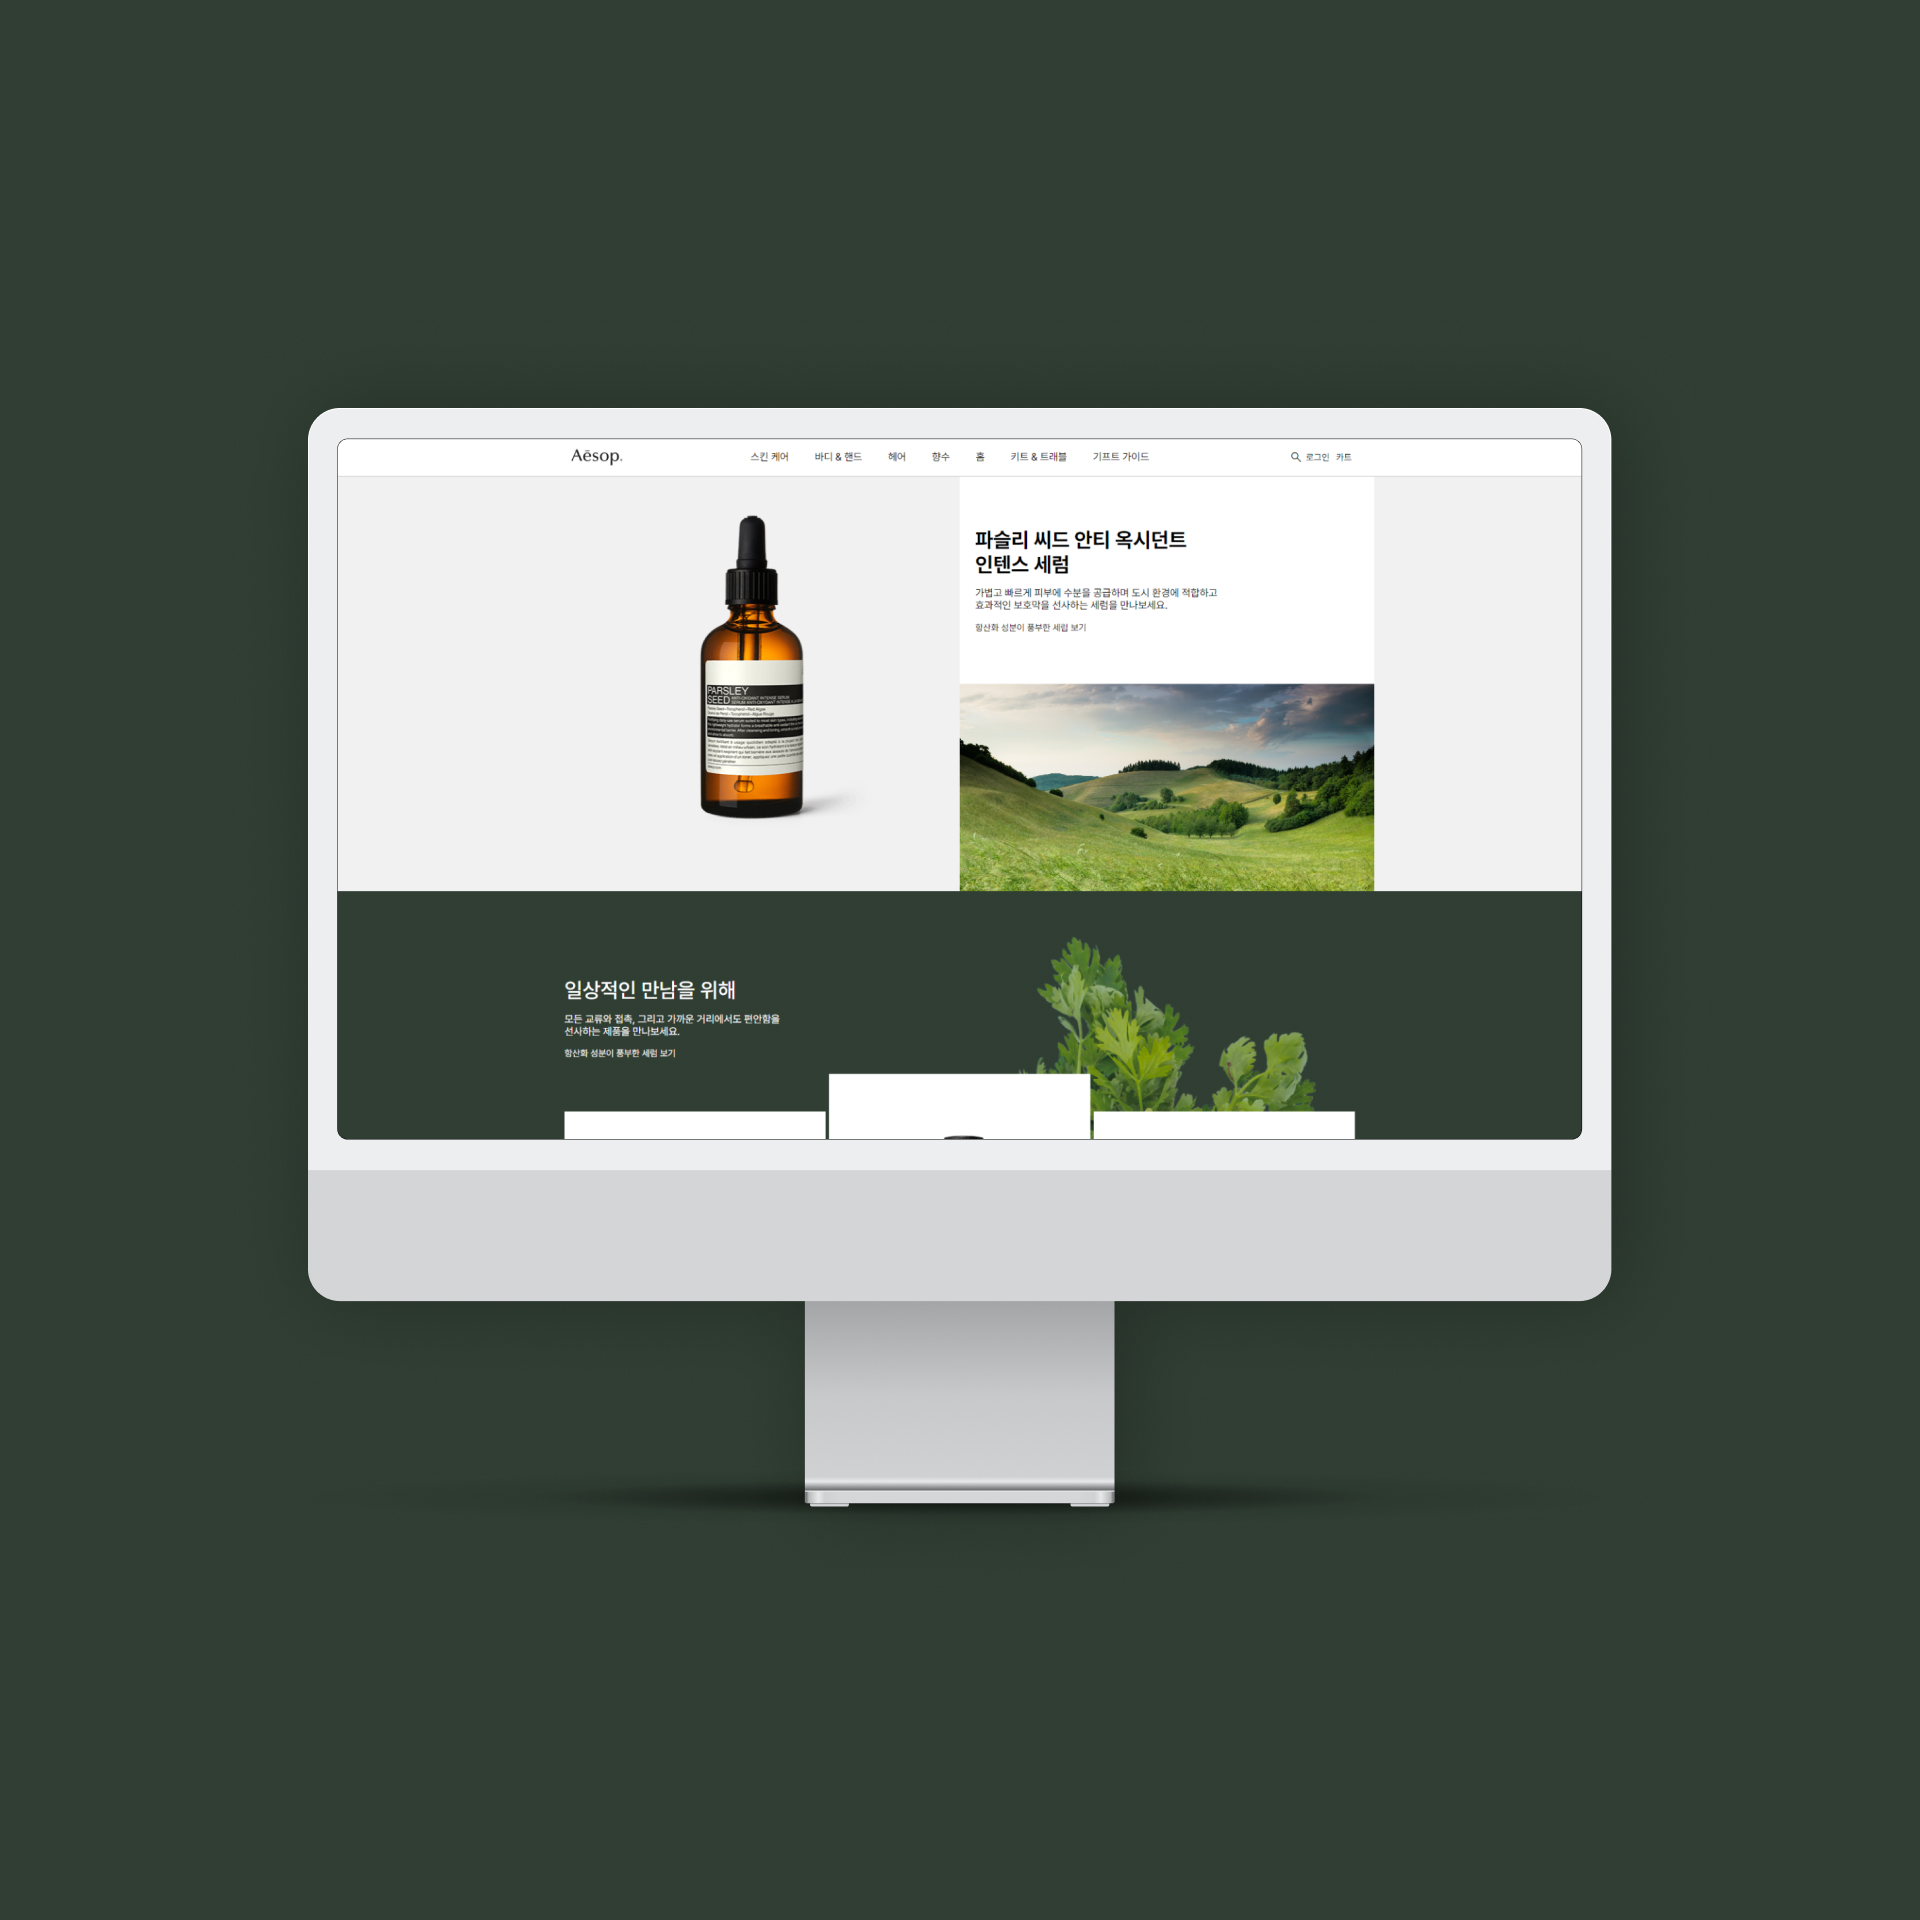 Aēsop.
스킨 케어 바디 & 핸드 헤어 향수 홈 키트 & 트래블 기프트 가이드
로그인 카트
파슬리 씨드 안티 옥시던트
인텐스 세럼
가볍고 빠르게 피부에 수분을 공급하며 도시 환경에 적합하고
효과적인 보호막을 선사하는 세럼을 만나보세요.
항산화 성분이 풍부한 세럼 보기
PARSLEY
SEED ANTI-OXIDANT INTENSE SERUM
일상적인 만남을 위해
모든 교류와 접촉, 그리고 가까운 거리에서도 편안함을
선사하는 제품을 만나보세요.
항산화 성분이 풍부한 세럼 보기